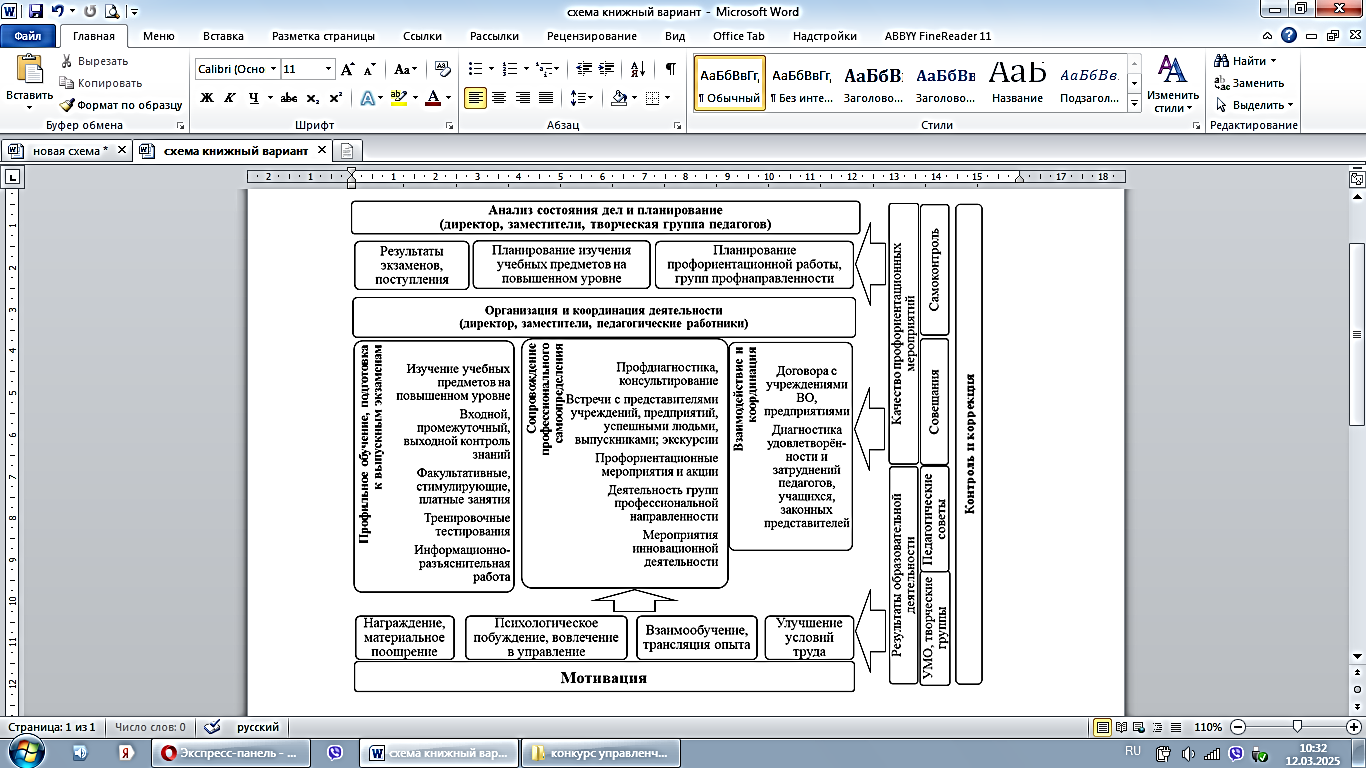 схема книжный вариант - Microsoft Word
Файл Главная Меню Вставка Разметка страницы Ссылки Рассылки Рецензирование Вид Office Tab Надстройки ABBYY FineReader 11
Вставить
Вырезать
Копировать
Формат по образцу
Буфер обмена
Calibri (Осно 11
Шрифт
Абзац
АаБбВвГг, АаБбВвГг, АаБбВ: АаБбВв АаБ АаБбВв.
¶ Обычный ¶ Без инте... Заголово... Заголово... Название Подзагол...
Стили
Изменить
стили
Найти
Заменить
Выделить
Редактирование
новая схема *
схема книжный вариант
Анализ состояния дел и планирование
(директор, заместители, творческая группа педагогов)
Результаты
экзаменов,
поступления
Планирование изучения
учебных предметов на
повышенном уровне
Планирование
профориентационной работы,
групп профнаправленности
Организация и координация деятельности
(директор, заместители, педагогические работники)
Профильное обучение, подготовка
к выпускным экзаменам
Изучение учебных
предметов на
повышенном уровне
Входной,
промежуточный,
выходной контроль
знаний
Факультативные,
стимулирующие,
платные занятия
Тренировочные
тестирования
Информационно-
разъяснительная
работа
Сопровождение
профессионального
самоопределения
Профдиагностика,
консультирование
Встречи с представителями
учреждений, предприятий,
успешными людьми,
выпускниками; экскурсии
Профориентационные
мероприятия и акции
Деятельность групп
профессиональной
направленности
Мероприятия
инновационной
деятельности
Взаимодействие и
координация
Договора с
учреждениями
ВО,
предприятиями
Диагностика
удовлетворён-
ности и
затруднений
педагогов,
учащихся,
законных
представителей
Награждение,
материальное
поощрение
Психологическое
побуждение, вовлечение
в управление
Взаимообучение,
трансляция опыта
Улучшение
условий
труда
Мотивация
Качество профориентационных
мероприятий
Результаты образовательной
деятельности
Самоконтроль
Совещания
Педагогические
советы
УМО, творческие
группы
Контроль и коррекция
Страница: 1 из 1 Число слов: 0 русский 110%
Экспресс-панель - ... схема книжный вар... конкурс управленч... RU 10:32
12.03.2025